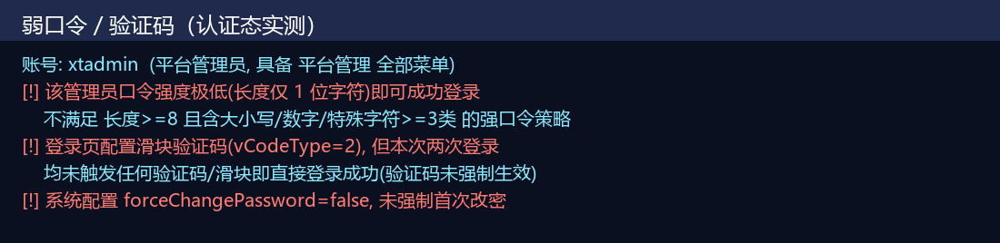 弱口令 / 验证码（认证态实测）
账号: xtadmin  (平台管理员, 具备 平台管理 全部菜单)
[!] 该管理员口令强度极低(长度仅 1 位字符)即可成功登录
不满足 长度>=8 且含大小写/数字/特殊字符>=3类 的强口令策略
[!] 登录页配置滑块验证码(vCodeType=2), 但本次两次登录
均未触发任何验证码/滑块即直接登录成功(验证码未强制生效)
[!] 系统配置 forceChangePassword=false, 未强制首次改密